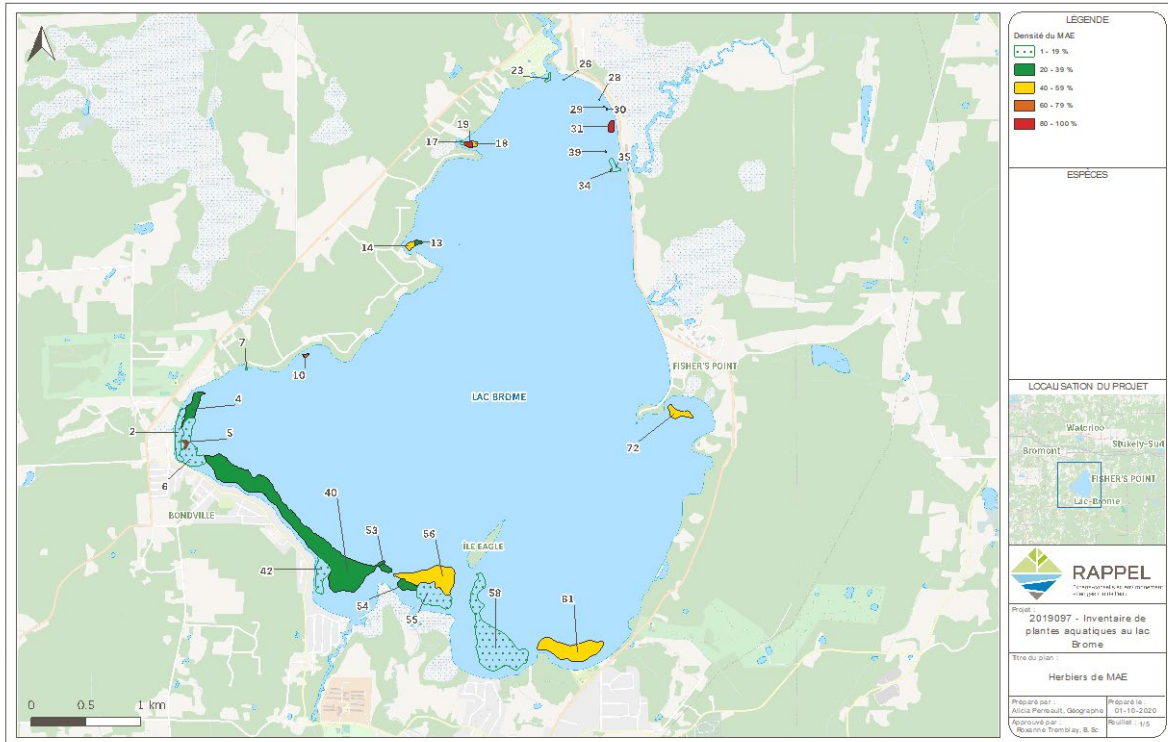 23
26
28
29
30
31
39
35
34
19
17
18
14
13
7
10
4
2
5
6
40
42
53
54
55
56
58
61
72
LAC BROME
FISHER'S POINT
BONDVILLE
ÎLE EAGLE
0 0.5 1 km
LÉGENDE
Densité du MAE
1 - 19 %
20 - 39 %
40 - 59 %
60 - 79 %
80 - 100 %
ESPÈCES
LOCALISATION DU PROJET
Waterloo
Bromont
Stukely-Sud
FISHER'S POINT
Lac-Brome
RAPPEL
Projet :
2019097 - Inventaire de
plantes aquatiques au lac
Brome
Titre du plan :
Herbiers de MAE
Préparé par :
Alicia Perreault, Géographe
Préparé le :
01-10-2020
Approuvé par :
Roxanne Tremblay, B. Sc
Feuillet : 1/5